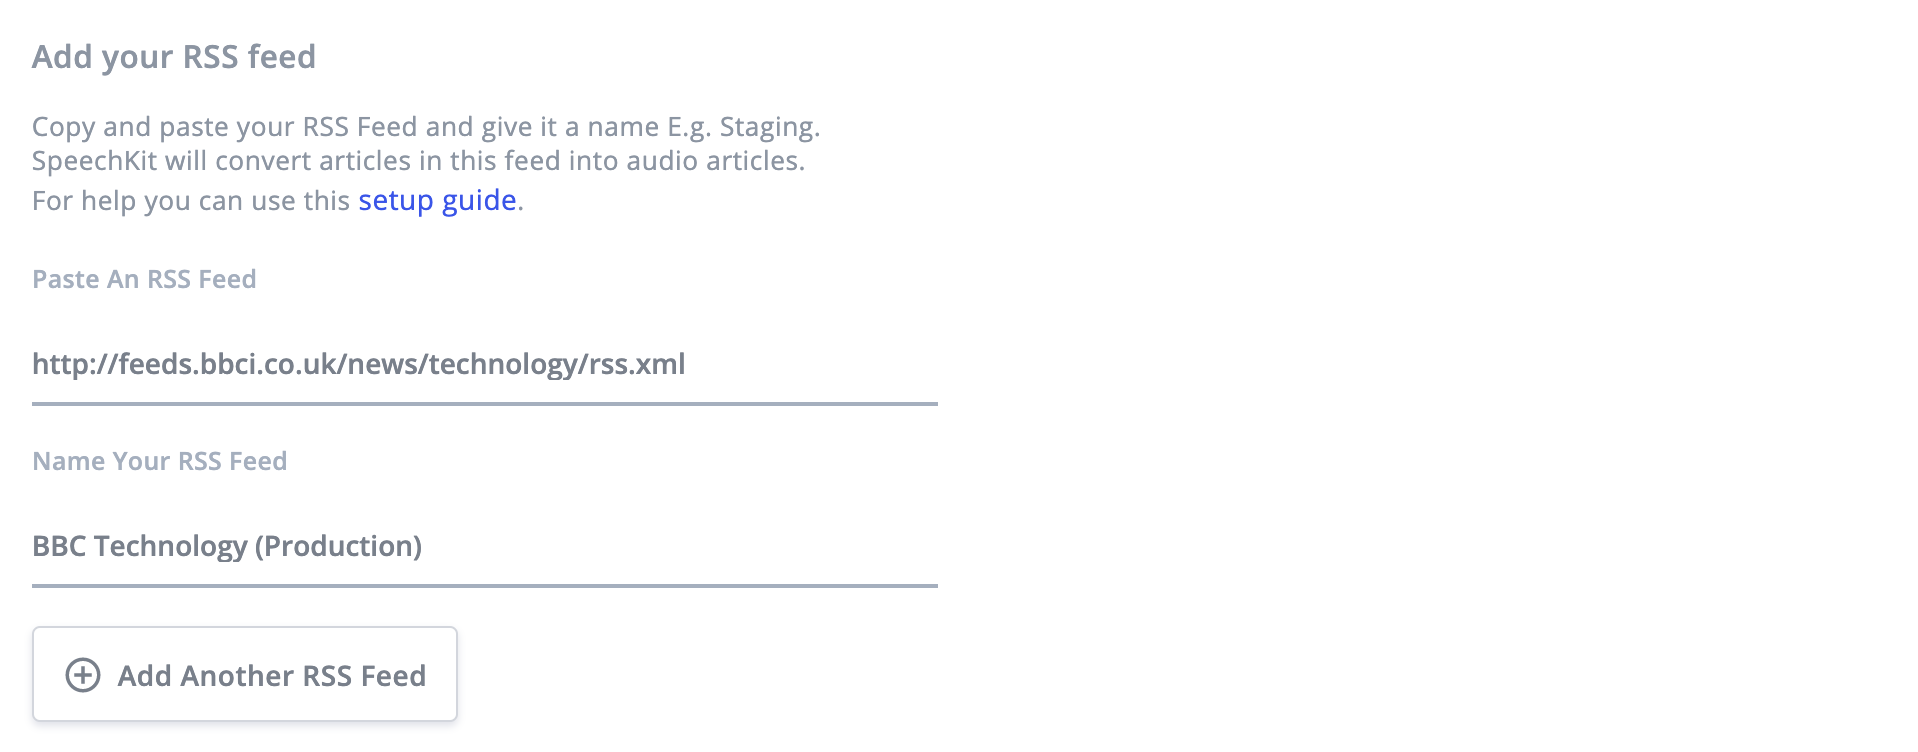 Add your RSS feed
Copy and paste your RSS Feed and give it a name E.g. Staging.
SpeechKit will convert articles in this feed into audio articles.
For help you can use this setup guide.
Paste An RSS Feed
http://feeds.bbci.co.uk/news/technology/rss.xml
Name Your RSS Feed
BBC Technology (Production)
Add Another RSS Feed